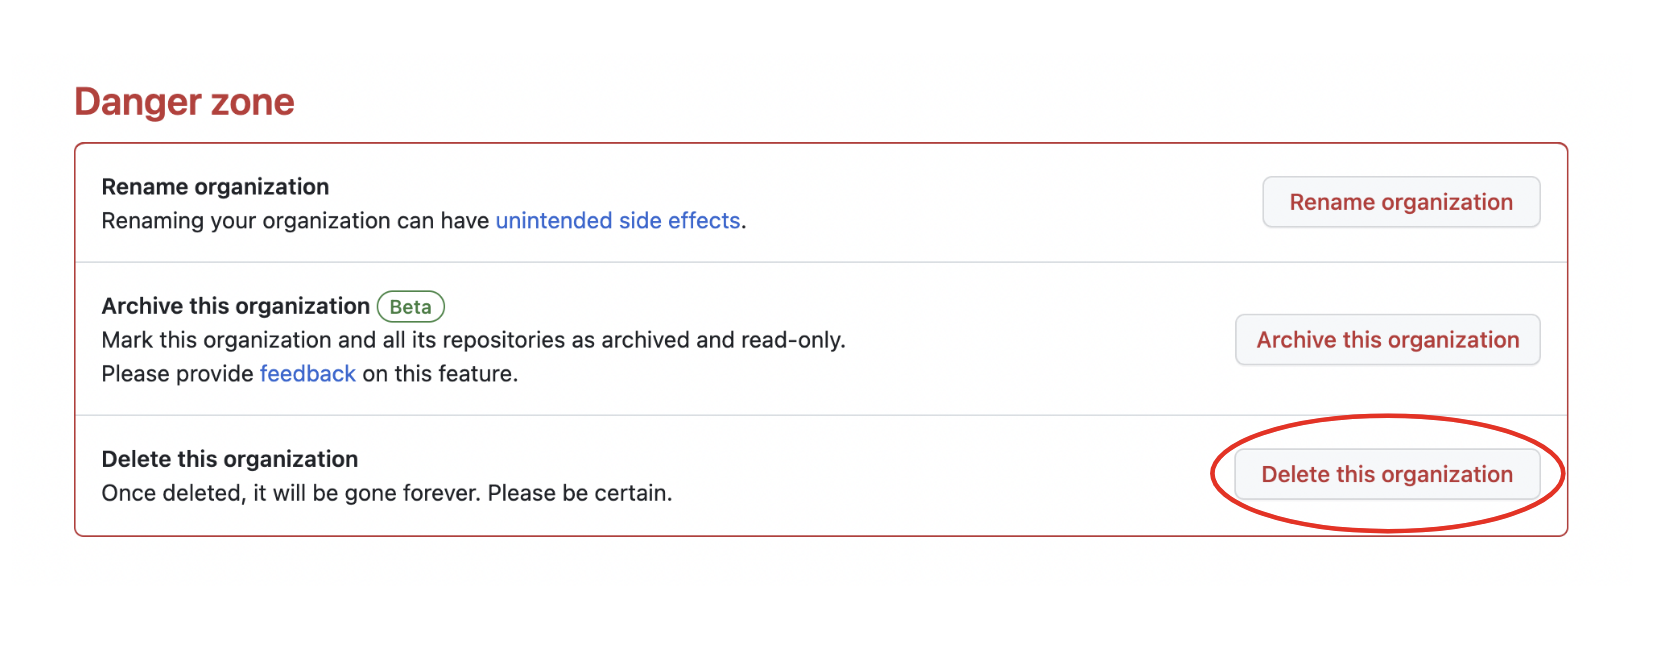 Danger zone
Rename organization
Renaming your organization can have unintended side effects.
Rename organization
Archive this organization Beta
Mark this organization and all its repositories as archived and read-only.
Please provide feedback on this feature.
Archive this organization
Delete this organization
Once deleted, it will be gone forever. Please be certain.
Delete this organization